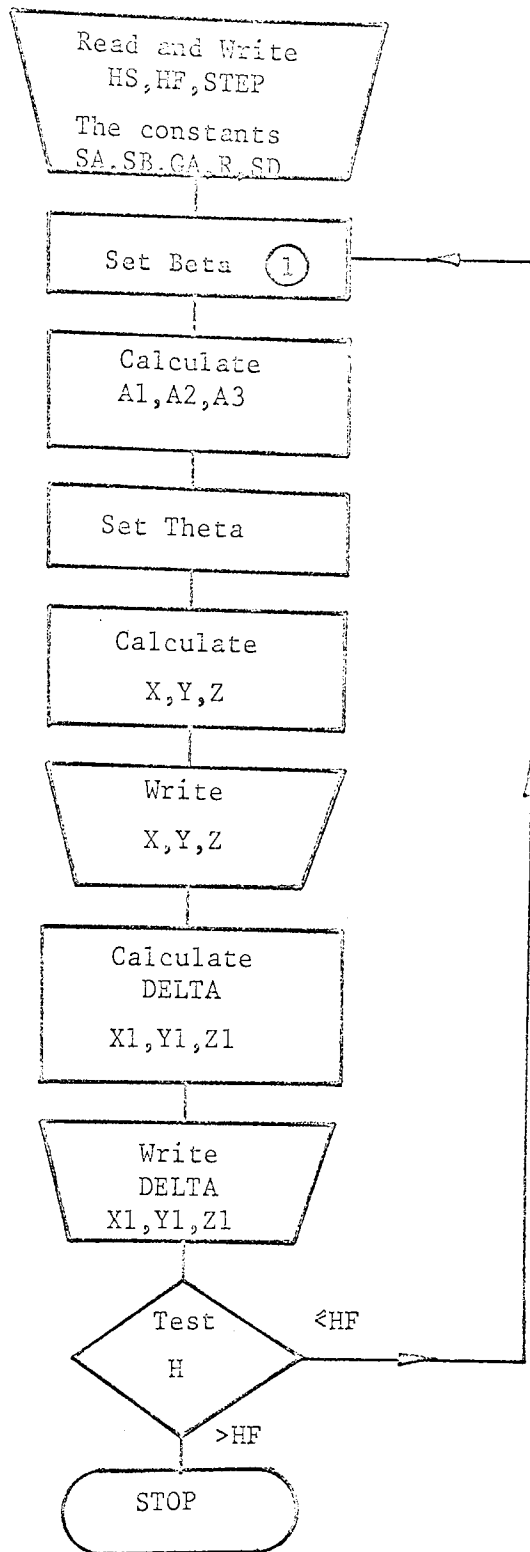 Read and Write
HS,HF,STEP
The constants
SA.SB.GA.R.SD
Set Beta 1
Calculate
A1,A2,A3
Set Theta
Calculate
X,Y,Z
Write
X,Y,Z
Calculate
DELTA
X1,Y1,Z1
Write
DELTA
X1,Y1,Z1
Test
≤HF
H
>HF
STOP